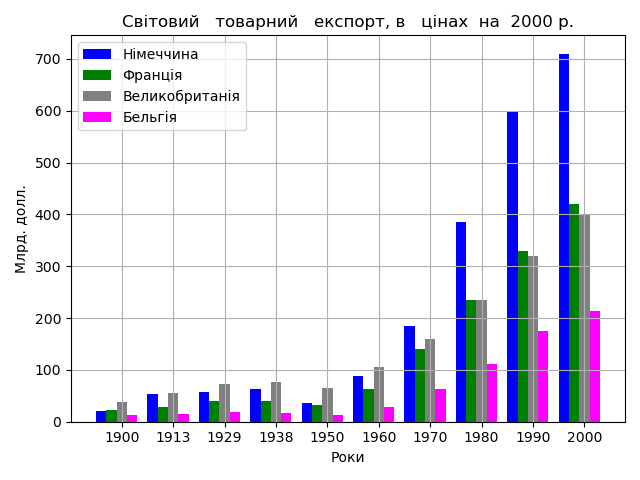 Світовий товарний експорт, в цінах на 2000 р.
Німеччина
Франція
Великобританія
Бельгія
Млрд. долл.
700
600
500
400
300
200
100
0
1900 1913 1929 1938 1950 1960 1970 1980 1990 2000
Роки